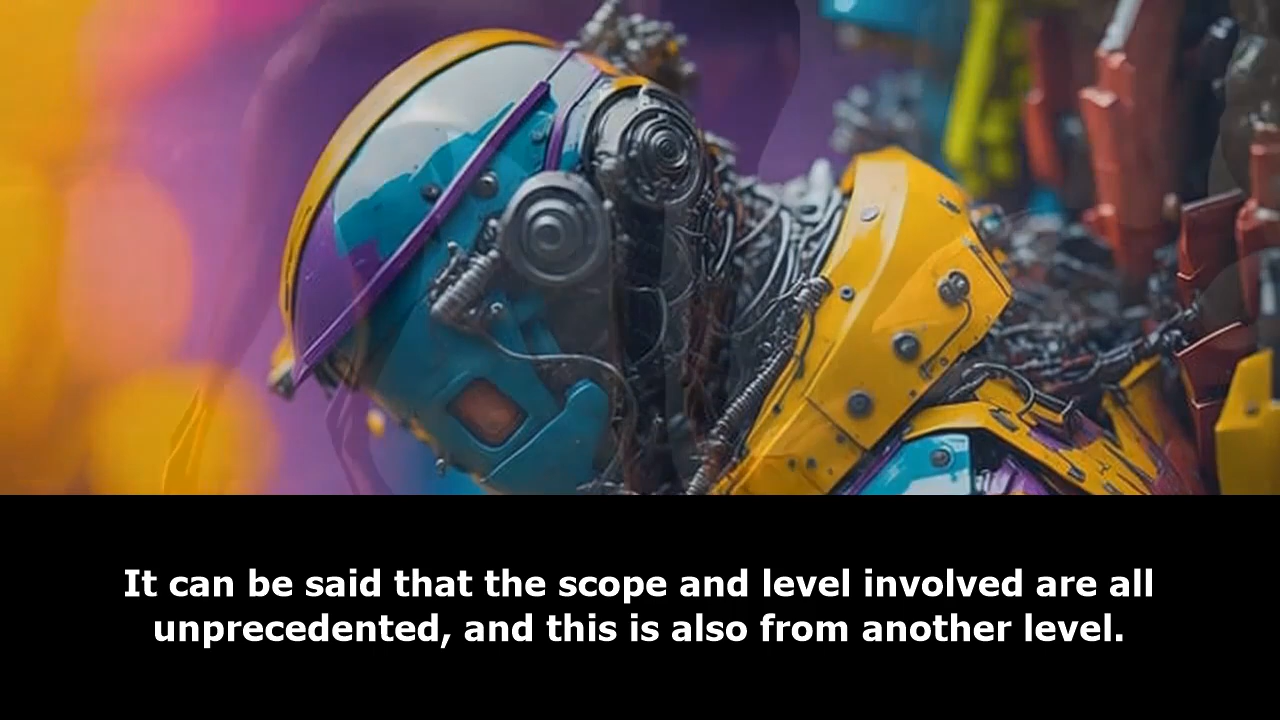 It can be said that the scope and level involved are all
unprecedented, and this is also from another level.